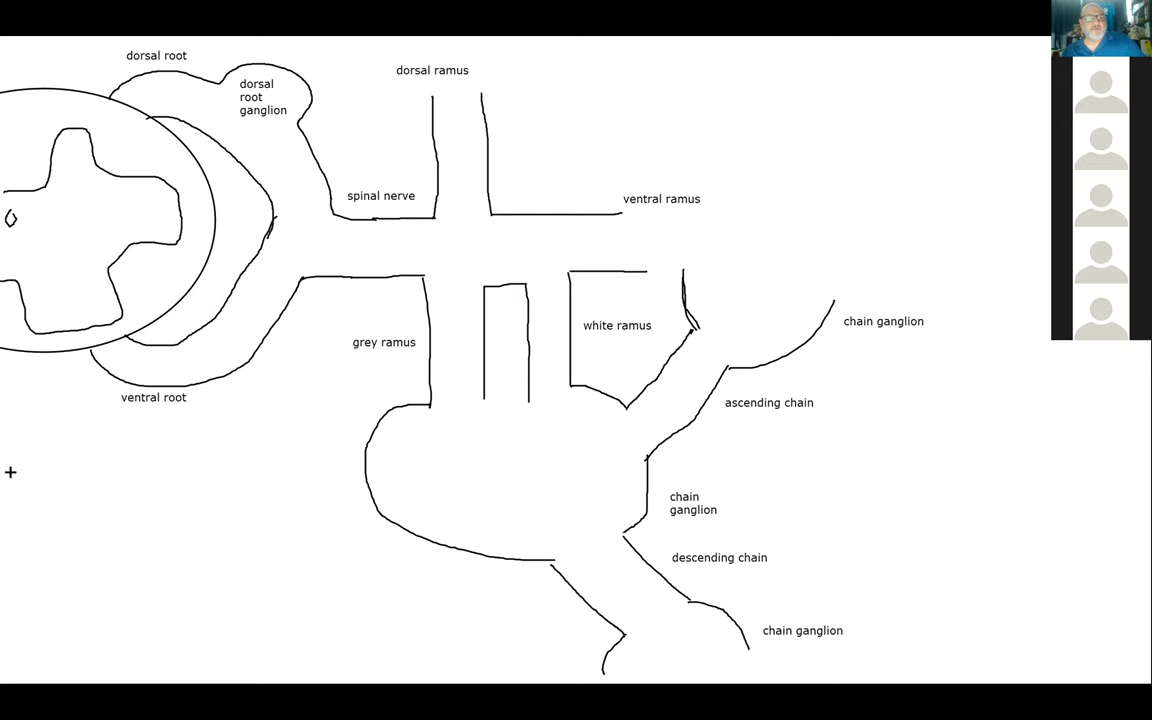 dorsal root
dorsal ramus
dorsal
root
ganglion
spinal nerve
ventral ramus
white ramus
chain ganglion
grey ramus
ventral root
ascending chain
chain
ganglion
descending chain
chain ganglion